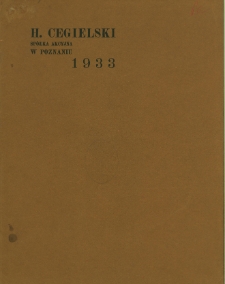 H. CEGIELSKI
SPÓŁKA AKCYJNA
W POZNANIU
1933